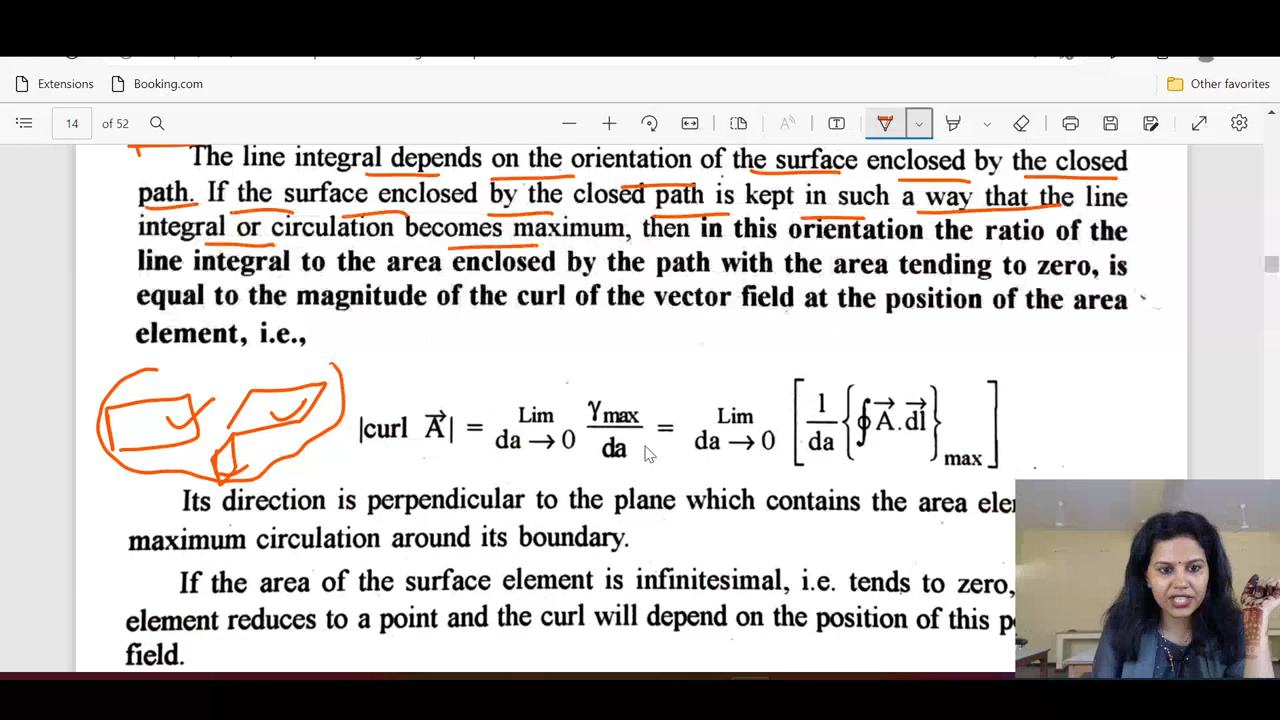 Extensions Booking.com Other favorites
14 of 52
The line integral depends on the orientation of the surface enclosed by the closed
path. If the surface enclosed by the closed path is kept in such a way that the line
integral or circulation becomes maximum, then in this orientation the ratio of the
line integral to the area enclosed by the path with the area tending to zero, is
equal to the magnitude of the curl of the vector field at the position of the area
element, i.e.,
|curl A⃗| = Lim da→0 γmax/da = Lim da→0 [1/da {∮A⃗.dl⃗}max]
Its direction is perpendicular to the plane which contains the area
maximum circulation around its boundary.
If the area of the surface element is infinitesimal, i.e. tends to zero,
element reduces to a point and the curl will depend on the position of this
field.